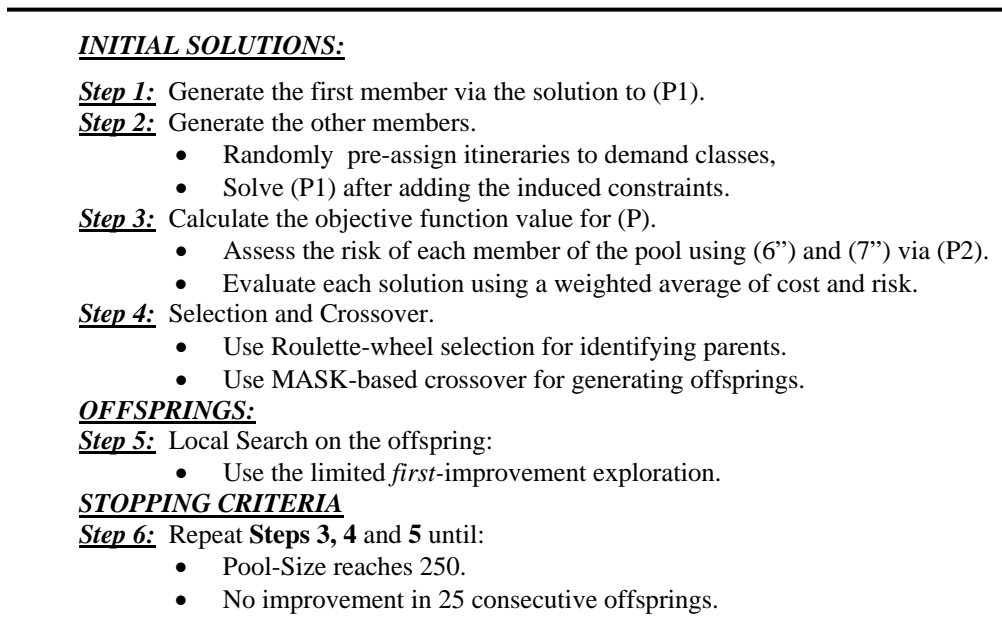 INITIAL SOLUTIONS:
Step 1: Generate the first member via the solution to (P1).
Step 2: Generate the other members.
• Randomly pre-assign itineraries to demand classes,
• Solve (P1) after adding the induced constraints.
Step 3: Calculate the objective function value for (P).
• Assess the risk of each member of the pool using (6”) and (7”) via (P2).
• Evaluate each solution using a weighted average of cost and risk.
Step 4: Selection and Crossover.
• Use Roulette-wheel selection for identifying parents.
• Use MASK-based crossover for generating offsprings.
OFFSPRINGS:
Step 5: Local Search on the offspring:
• Use the limited first-improvement exploration.
STOPPING CRITERIA
Step 6: Repeat Steps 3, 4 and 5 until:
• Pool-Size reaches 250.
• No improvement in 25 consecutive offsprings.